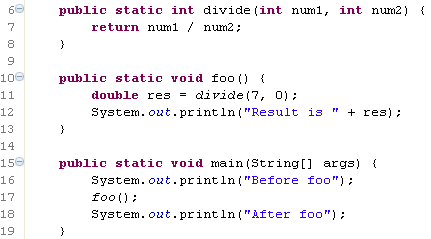 6 public static int divide(int num1, int num2) {
7 return num1 / num2;
8 }
9
10 public static void foo() {
11 double res = divide(7, 0);
12 System.out.println("Result is " + res);
13 }
14
15 public static void main(String[] args) {
16 System.out.println("Before foo");
17 foo();
18 System.out.println("After foo");
19 }